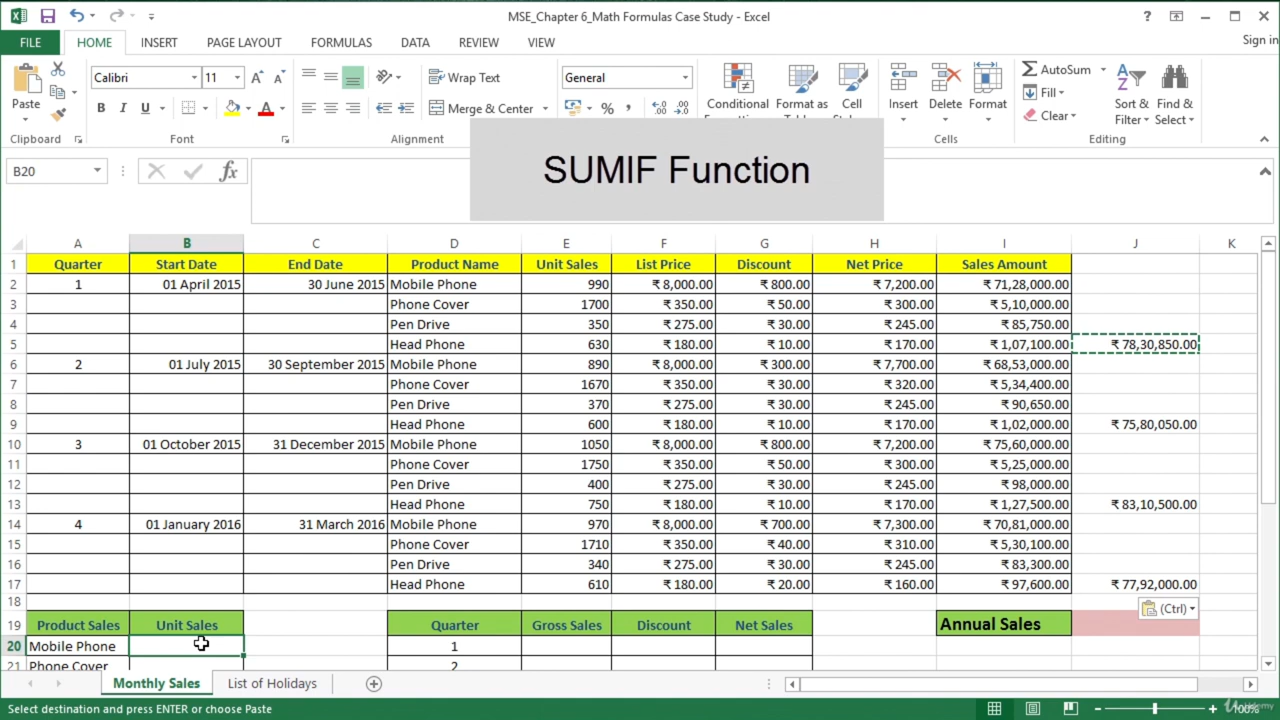 MSE_Chapter 6_Math Formulas Case Study - Excel
?
Sign in
FILE HOME INSERT PAGE LAYOUT FORMULAS DATA REVIEW VIEW
Calibri 11 Wrap Text General AutoSum
Paste Conditional Format as Cell Insert Delete Format Fill Sort & Find &
B I U Merge & Center % Clear Filter Select
Clipboard Font Alignment Cells Editing
SUMIF Function
B20 fx
A B C D E F G H I J K
1 Quarter Start Date End Date Product Name Unit Sales List Price Discount Net Price Sales Amount
2 1 01 April 2015 30 June 2015 Mobile Phone 990 ₹ 8,000.00 ₹ 800.00 ₹ 7,200.00 ₹ 71,28,000.00
3 Phone Cover 1700 ₹ 350.00 ₹ 50.00 ₹ 300.00 ₹ 5,10,000.00
4 Pen Drive 350 ₹ 275.00 ₹ 30.00 ₹ 245.00 ₹ 85,750.00
5 Head Phone 630 ₹ 180.00 ₹ 10.00 ₹ 170.00 ₹ 1,07,100.00 ₹ 78,30,850.00
6 2 01 July 2015 30 September 2015 Mobile Phone 890 ₹ 8,000.00 ₹ 300.00 ₹ 7,700.00 ₹ 68,53,000.00
7 Phone Cover 1670 ₹ 350.00 ₹ 30.00 ₹ 320.00 ₹ 5,34,400.00
8 Pen Drive 370 ₹ 275.00 ₹ 30.00 ₹ 245.00 ₹ 90,650.00
9 Head Phone 600 ₹ 180.00 ₹ 10.00 ₹ 170.00 ₹ 1,02,000.00 ₹ 75,80,050.00
10 3 01 October 2015 31 December 2015 Mobile Phone 1050 ₹ 8,000.00 ₹ 800.00 ₹ 7,200.00 ₹ 75,60,000.00
11 Phone Cover 1750 ₹ 350.00 ₹ 50.00 ₹ 300.00 ₹ 5,25,000.00
12 Pen Drive 400 ₹ 275.00 ₹ 30.00 ₹ 245.00 ₹ 98,000.00
13 Head Phone 750 ₹ 180.00 ₹ 10.00 ₹ 170.00 ₹ 1,27,500.00 ₹ 83,10,500.00
14 4 01 January 2016 31 March 2016 Mobile Phone 970 ₹ 8,000.00 ₹ 700.00 ₹ 7,300.00 ₹ 70,81,000.00
15 Phone Cover 1710 ₹ 350.00 ₹ 40.00 ₹ 310.00 ₹ 5,30,100.00
16 Pen Drive 340 ₹ 275.00 ₹ 30.00 ₹ 245.00 ₹ 83,300.00
17 Head Phone 610 ₹ 180.00 ₹ 20.00 ₹ 160.00 ₹ 97,600.00 ₹ 77,92,000.00
18 (Ctrl)
19 Product Sales Unit Sales Quarter Gross Sales Discount Net Sales Annual Sales
20 Mobile Phone 1
21 Phone Cover 2
Monthly Sales List of Holidays
Select destination and press ENTER or choose Paste 100%
Udemy